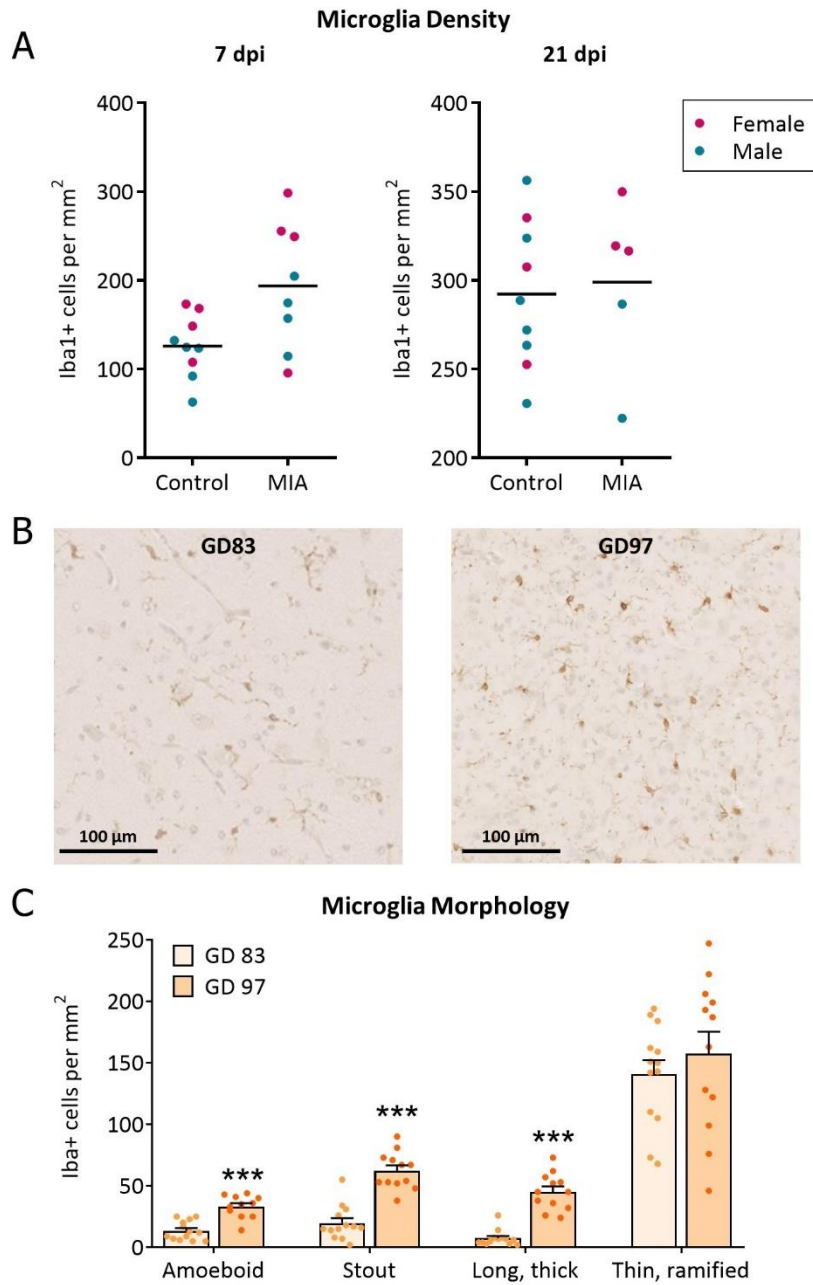 Microglia Density
A
7 dpi
21 dpi
Female
Male
Iba1+ cells per mm²
400
300
200
100
0
Control
MIA
Iba1+ cells per mm²
400
350
300
250
200
Control
MIA
B
GD83
100 µm
GD97
100 µm
C
Microglia Morphology
GD 83
GD 97
Iba+ cells per mm²
250
200
150
100
50
0
***
***
***
Amoeboid
Stout
Long, thick
Thin, ramified